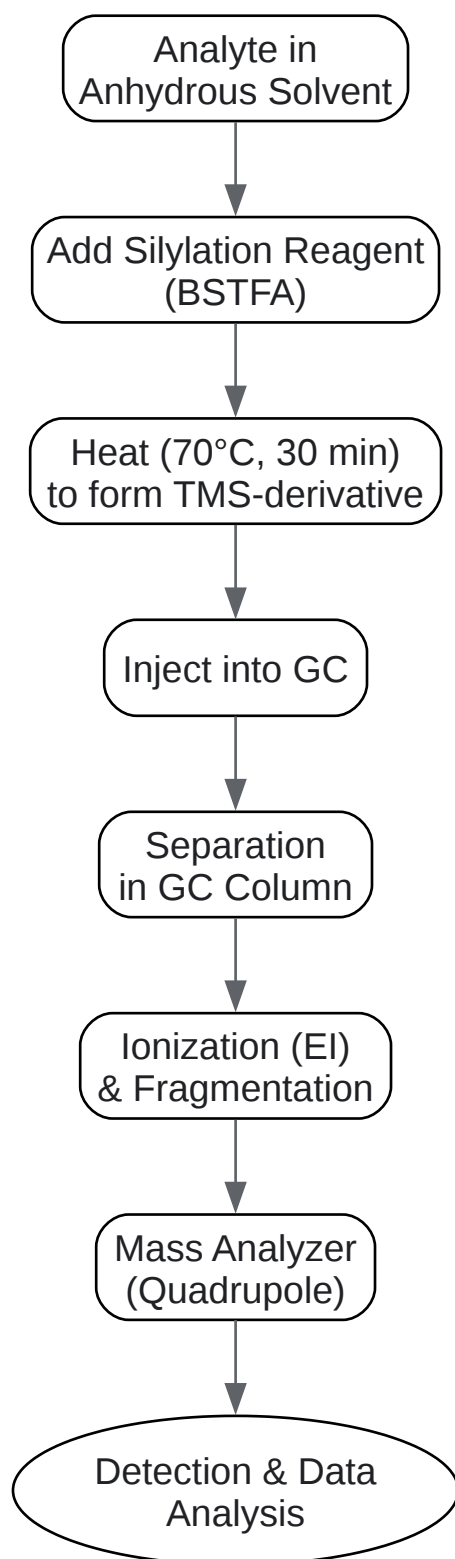 Analyte in
Anhydrous Solvent
Add Silylation Reagent
(BSTFA)
Heat (70°C, 30 min)
to form TMS-derivative
Inject into GC
Separation
in GC Column
Ionization (EI)
& Fragmentation
Mass Analyzer
(Quadrupole)
Detection & Data
Analysis